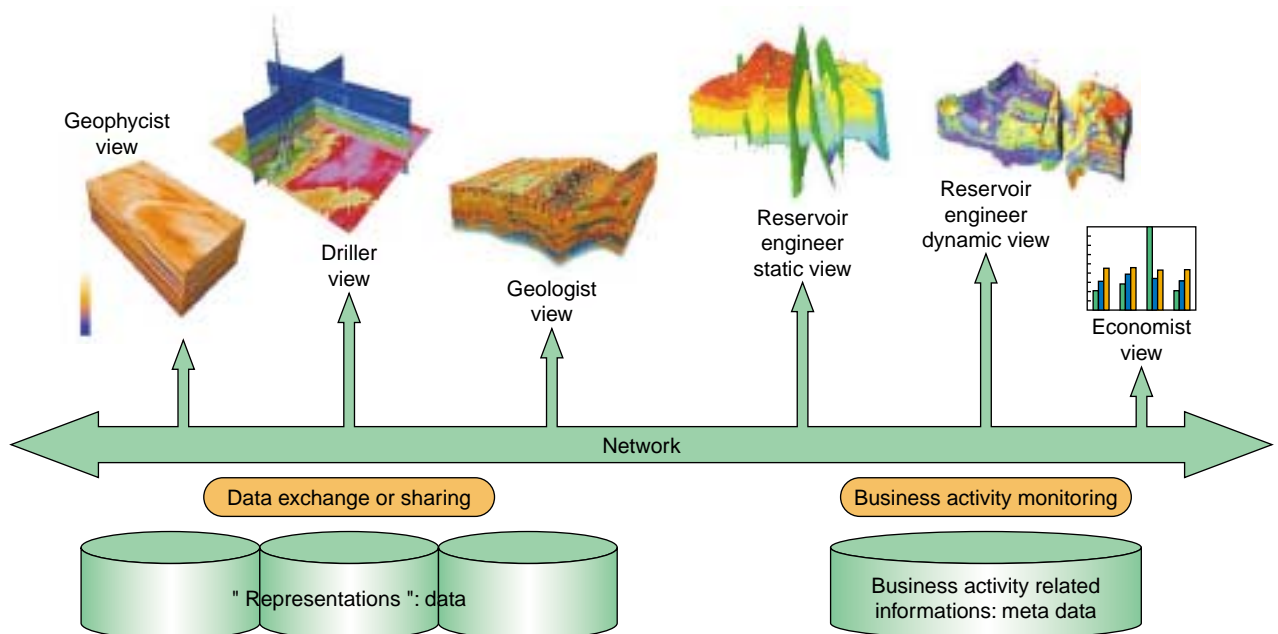 Geophycist
view
Driller
view
Geologist
view
Reservoir
engineer
static view
Reservoir
engineer
dynamic view
Economist
view
Network
Data exchange or sharing
Business activity monitoring
" Representations ": data
Business activity related
informations: meta data